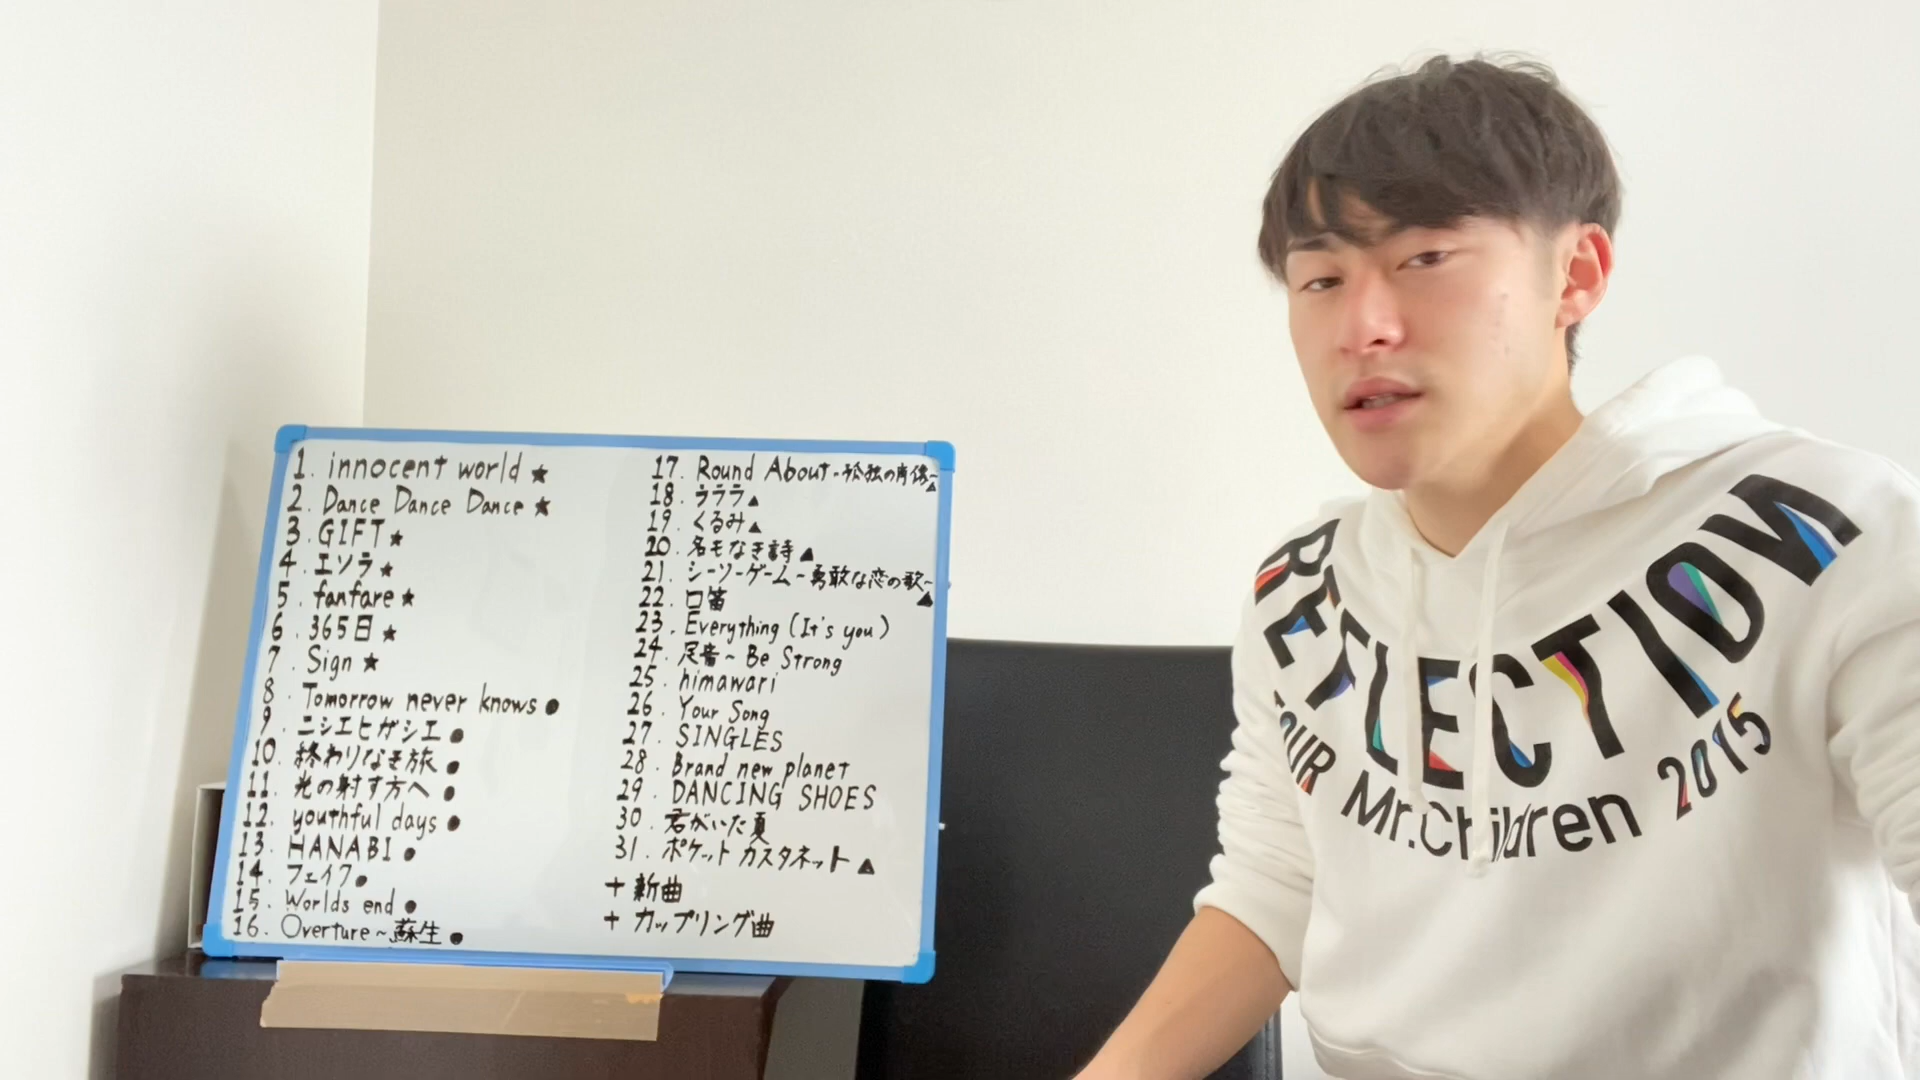 1. innocent world ★
2. Dance Dance Dance ★
3. GIFT ★
4. エソラ ★
5. fanfare ★
6. 365日 ★
7. Sign ★
8. Tomorrow never knows ●
9. ニシエヒガシエ ●
10. 終わりなき旅 ●
11. 光の射す方へ ●
12. youthful days ●
13. HANABI ●
14. フェイク ●
15. Worlds end ●
16. Overture~蘇生 ●
17. Round About-孤独の肖像-▲
18. ウララ ▲
19. くるみ ▲
20. 名もなき詩 ▲
21. シーソーゲーム-勇敢な恋の歌~▲
22. 口笛
23. Everything (It's you)
24. 足音~Be Strong
25. himawari
26. Your Song
27. SINGLES
28. Brand new planet
29. DANCING SHOES
30. 君がいた夏
31. ポケットカスタネット ▲
+ 新曲
+ カップリング曲
REFLECTION
TOUR Mr.Children 2015